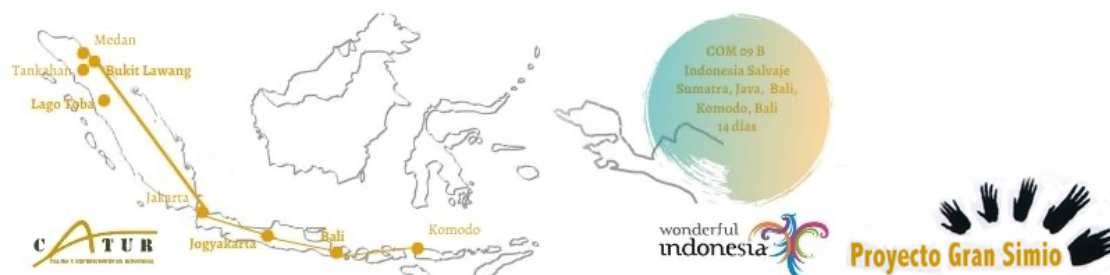 Medan
Tankahan
Bukit Lawang
Lago Toba
Jakarta
Jogyakarta
Bali
Komodo
COM 09 B
Indonesia Salvaje
Sumatra, Java, Bali,
Komodo, Bali
14 días
CATUR
wonderful
indonesia
Proyecto Gran Simio